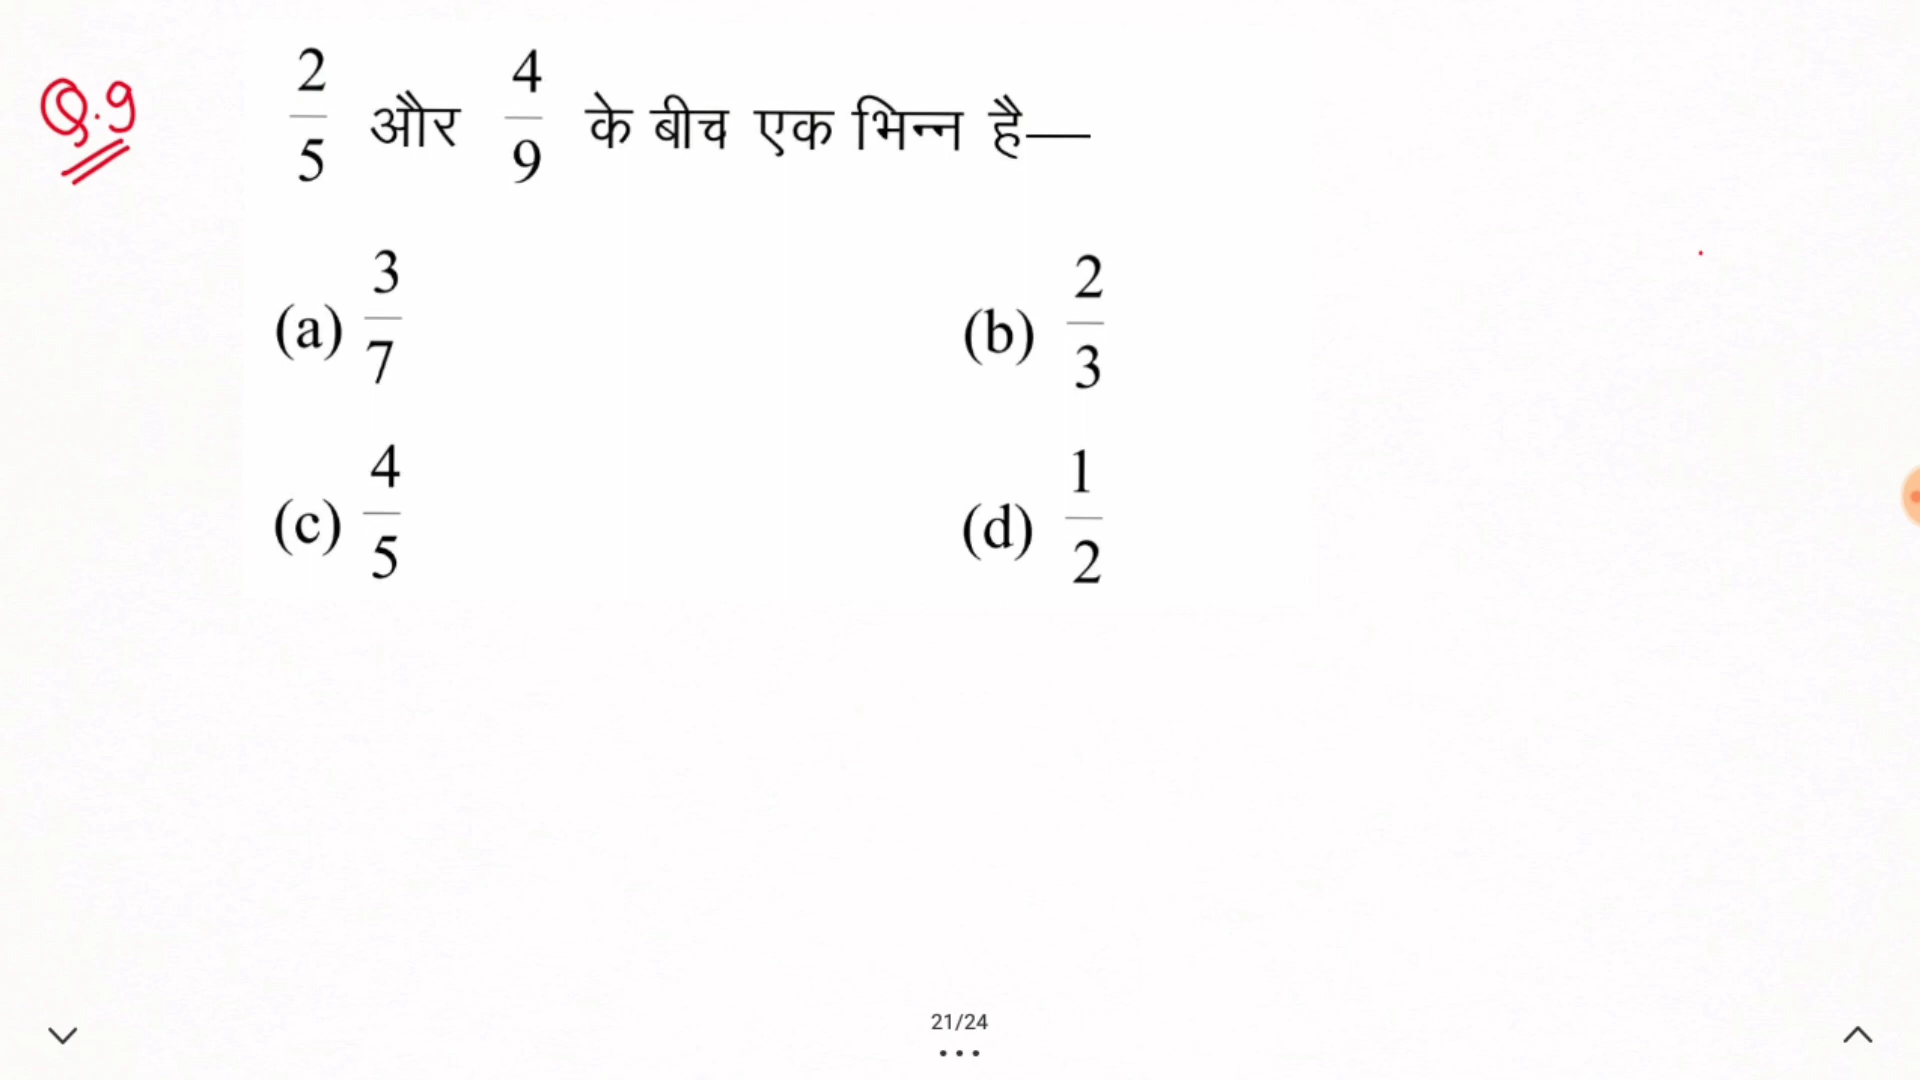 Q.9 2/5 और 4/9 के बीच एक भिन्न है—
(a) 3/7 (b) 2/3
(c) 4/5 (d) 1/2
21/24